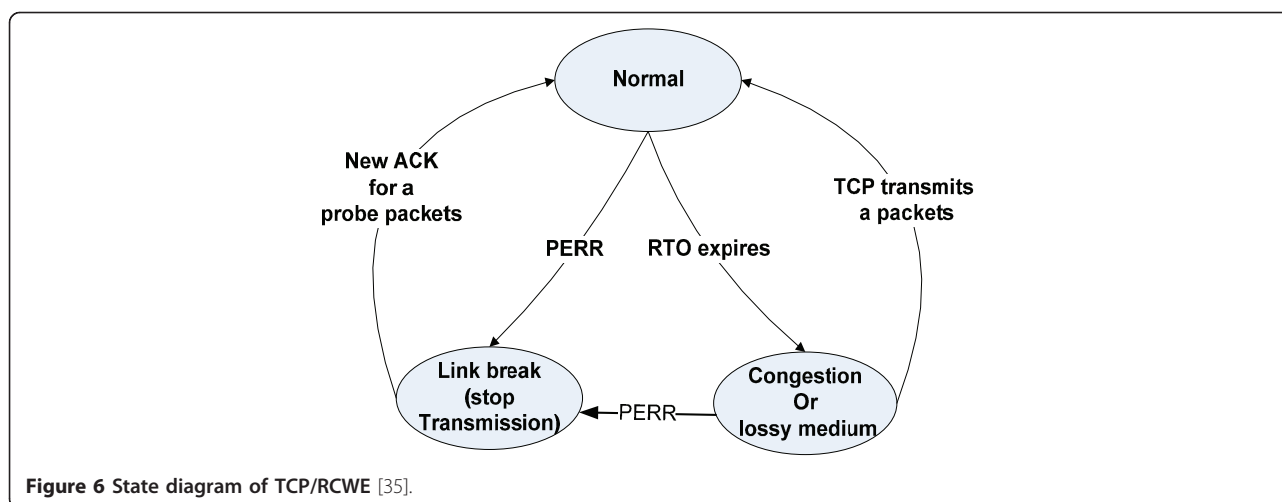 Normal
New ACK
for a
probe packets
TCP transmits
a packets
PERR
RTO expires
Link break
(stop
Transmission)
PERR
Congestion
Or
lossy medium
Figure 6 State diagram of TCP/RCWE [35].